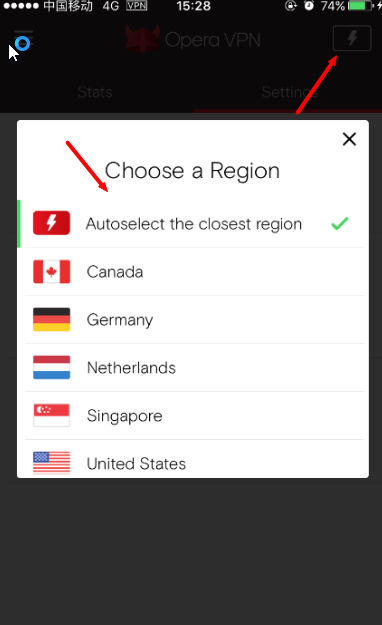 中国移动 4G VPN 15:28 74%
Opera VPN
Stats Settings
Choose a Region
Autoselect the closest region
Canada
Germany
Netherlands
Singapore
United States